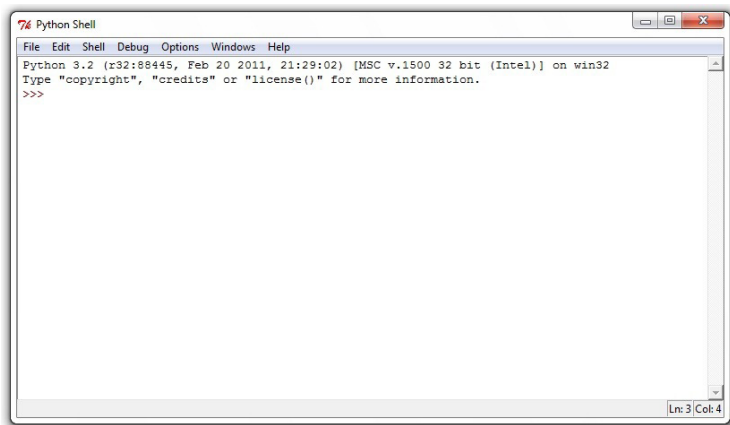 7% Python Shell
File Edit Shell Debug Options Windows Help
Python 3.2 (r32:88445, Feb 20 2011, 21:29:02) [MSC v.1500 32 bit (Intel)] on win32
Type "copyright", "credits" or "license()" for more information.
>>>
Ln: 3 Col: 4